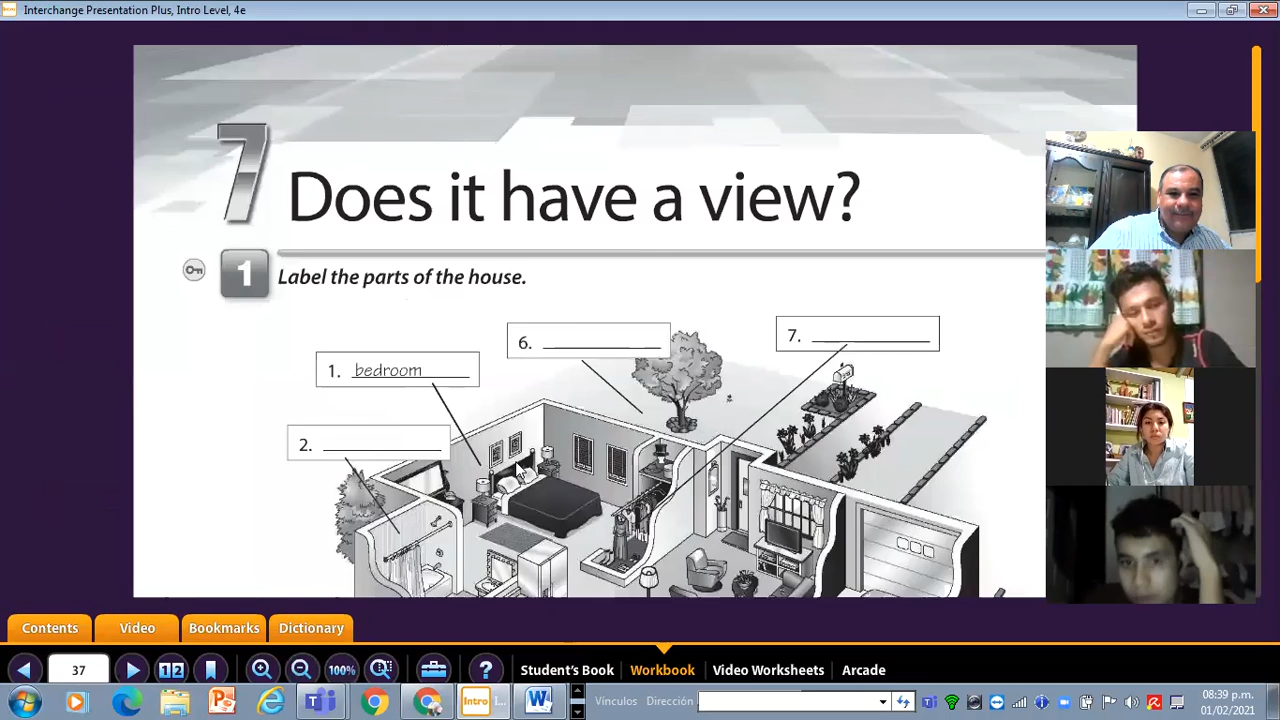 Interchange Presentation Plus, Intro Level, 4e
7 Does it have a view?
1 Label the parts of the house.
6.
7.
1. bedroom
2.
Contents
Video
Bookmarks
Dictionary
37
12
100%
?
Student's Book
Workbook
Video Worksheets
Arcade
Intro
Vínculos
Dirección
08:39 p.m.
01/02/2021